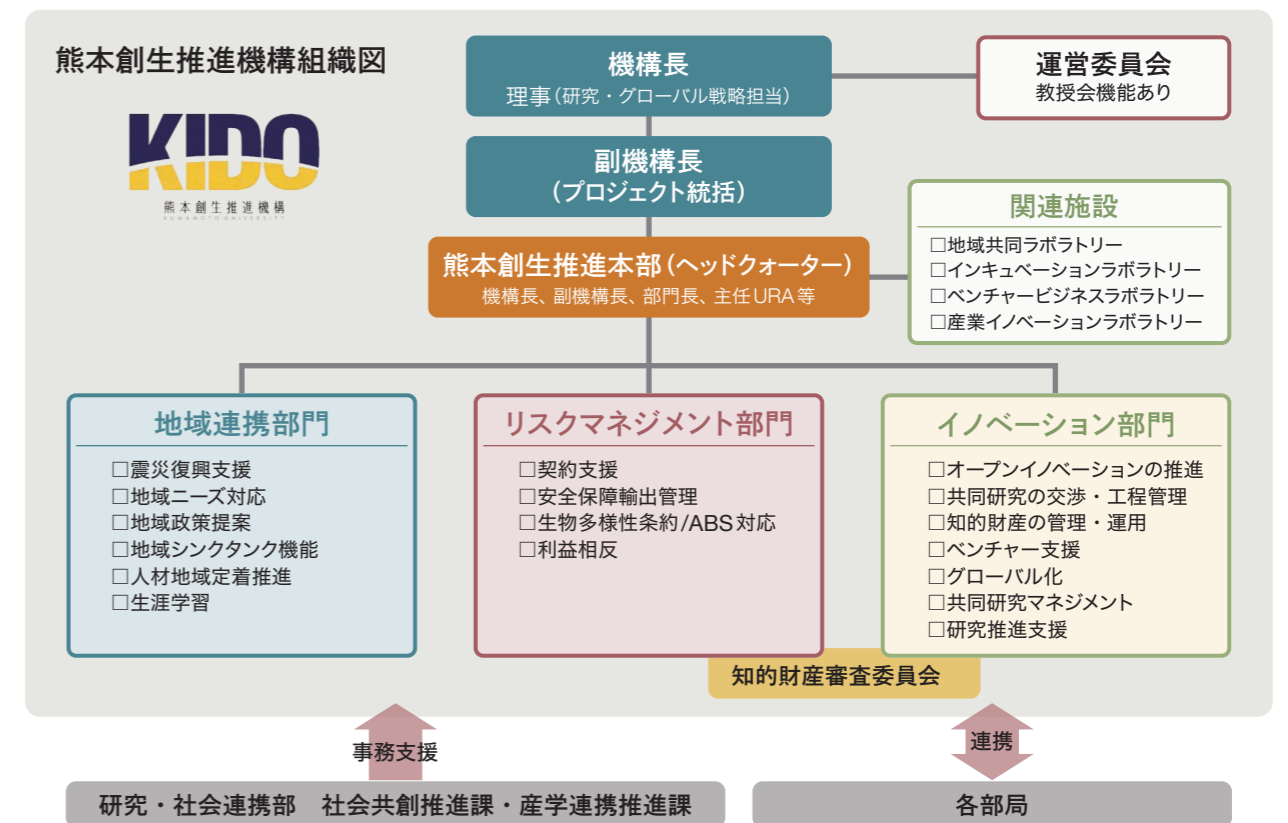 熊本創生推進機構組織図
KIDO
熊本創生推進機構
KUMAMOTO UNIVERSITY
機構長
理事（研究・グローバル戦略担当）
運営委員会
教授会機能あり
副機構長
（プロジェクト統括）
熊本創生推進本部（ヘッドクォーター）
機構長、副機構長、部門長、主任URA等
関連施設
□地域共同ラボラトリー
□インキュベーションラボラトリー
□ベンチャービジネスラボラトリー
□産業イノベーションラボラトリー
地域連携部門
□震災復興支援
□地域ニーズ対応
□地域政策提案
□地域シンクタンク機能
□人材地域定着推進
□生涯学習
リスクマネジメント部門
□契約支援
□安全保障輸出管理
□生物多様性条約/ABS対応
□利益相反
イノベーション部門
□オープンイノベーションの推進
□共同研究の交渉・工程管理
□知的財産の管理・運用
□ベンチャー支援
□グローバル化
□共同研究マネジメント
□研究推進支援
知的財産審査委員会
事務支援
連携
研究・社会連携部　社会共創推進課・産学連携推進課
各部局